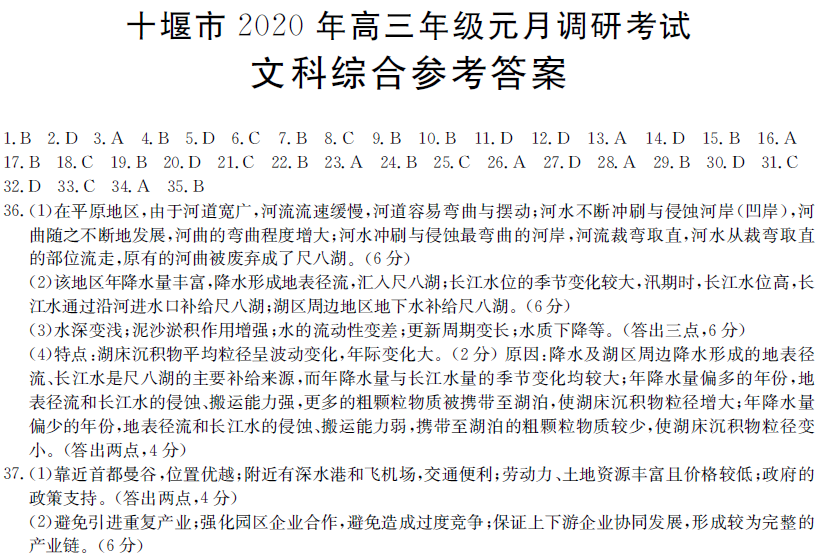 十堰市 2020 年高三年级元月调研考试
文科综合参考答案
1. B 2. D 3. A 4. B 5. D 6. C 7. B 8. C 9. B 10. B 11. D 12. D 13. A 14. D 15. B 16. A
17. B 18. C 19. B 20. D 21. C 22. B 23. A 24. B 25. C 26. A 27. D 28. A 29. B 30. D 31. C
32. D 33. C 34. A 35. B
36. (1)在平原地区,由于河道宽广,河流流速缓慢,河道容易弯曲与摆动;河水不断冲刷与侵蚀河岸(凹岸),河
曲随之不断地发展,河曲的弯曲程度增大;河水冲刷与侵蚀最弯曲的河岸,河流裁弯取直,河水从裁弯取直
的部位流走,原有的河曲被废弃成了尺八湖。(6分)
(2)该地区年降水量丰富,降水形成地表径流,汇入尺八湖;长江水位的季节变化较大,汛期时,长江水位高,长
江水通过沿河进水口补给尺八湖;湖区周边地区地下水补给尺八湖。(6分)
(3)水深变浅;泥沙淤积作用增强;水的流动性变差;更新周期变长;水质下降等。(答出三点,6分)
(4)特点:湖床沉积物平均粒径呈波动变化,年际变化大。(2分) 原因:降水及湖区周边降水形成的地表径
流、长江水是尺八湖的主要补给来源,而年降水量与长江水量的季节变化均较大;年降水量偏多的年份,地
表径流和长江水的侵蚀、搬运能力强,更多的粗颗粒物质被携带至湖泊,使湖床沉积物粒径增大;年降水量
偏少的年份,地表径流和长江水的侵蚀、搬运能力弱,携带至湖泊的粗颗粒物质较少,使湖床沉积物粒径变
小。(答出两点,4分)
37. (1)靠近首都曼谷,位置优越;附近有深水港和飞机场,交通便利;劳动力、土地资源丰富且价格较低;政府的
政策支持。(答出两点,4分)
(2)避免引进重复产业;强化园区企业合作,避免造成过度竞争;保证上下游企业协同发展,形成较为完整的
产业链。(6分)